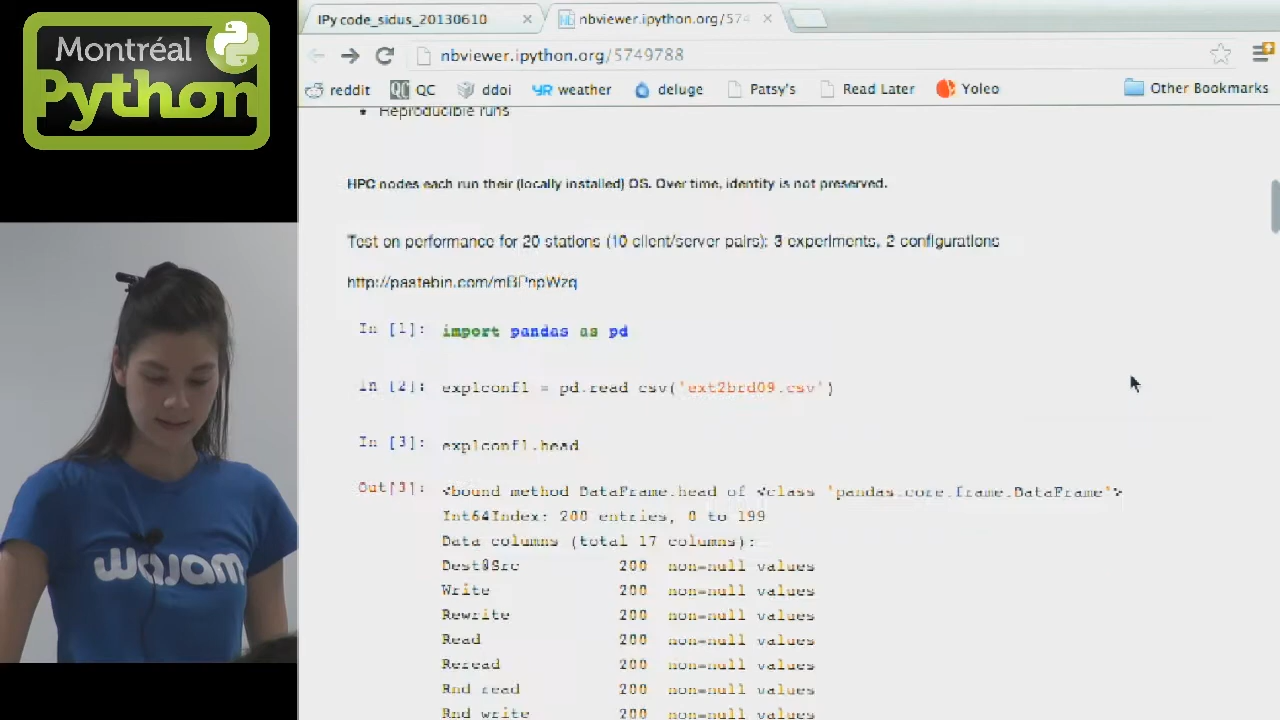 Montréal
Python
wajam
IPy code_sidus_20130610
nbviewer.ipython.org/574
nbviewer.ipython.org/5749788
reddit QC ddol weather deluge Patsy's Read Later Yoleo Other Bookmarks
Reproducible runs
HPC nodes each run their (locally installed) OS. Over time, identity is not preserved.
Test on performance for 20 stations (10 client/server pairs): 3 experiments, 2 configurations
http://pastebin.com/mBPnpWzq
In [1]: import pandas as pd
In [2]: exp1conf1 = pd.read_csv('ext2brd09.csv')
In [3]: exp1conf1.head
Out[3]: <bound method DataFrame.head of <class 'pandas.core.frame.DataFrame'>
Int64Index: 200 entries, 0 to 199
Data columns (total 17 columns):
Dest@Src 200 non-null values
Write 200 non-null values
Rewrite 200 non-null values
Read 200 non-null values
Reread 200 non-null values
Rnd read 200 non-null values
Rnd write 200 non-null values